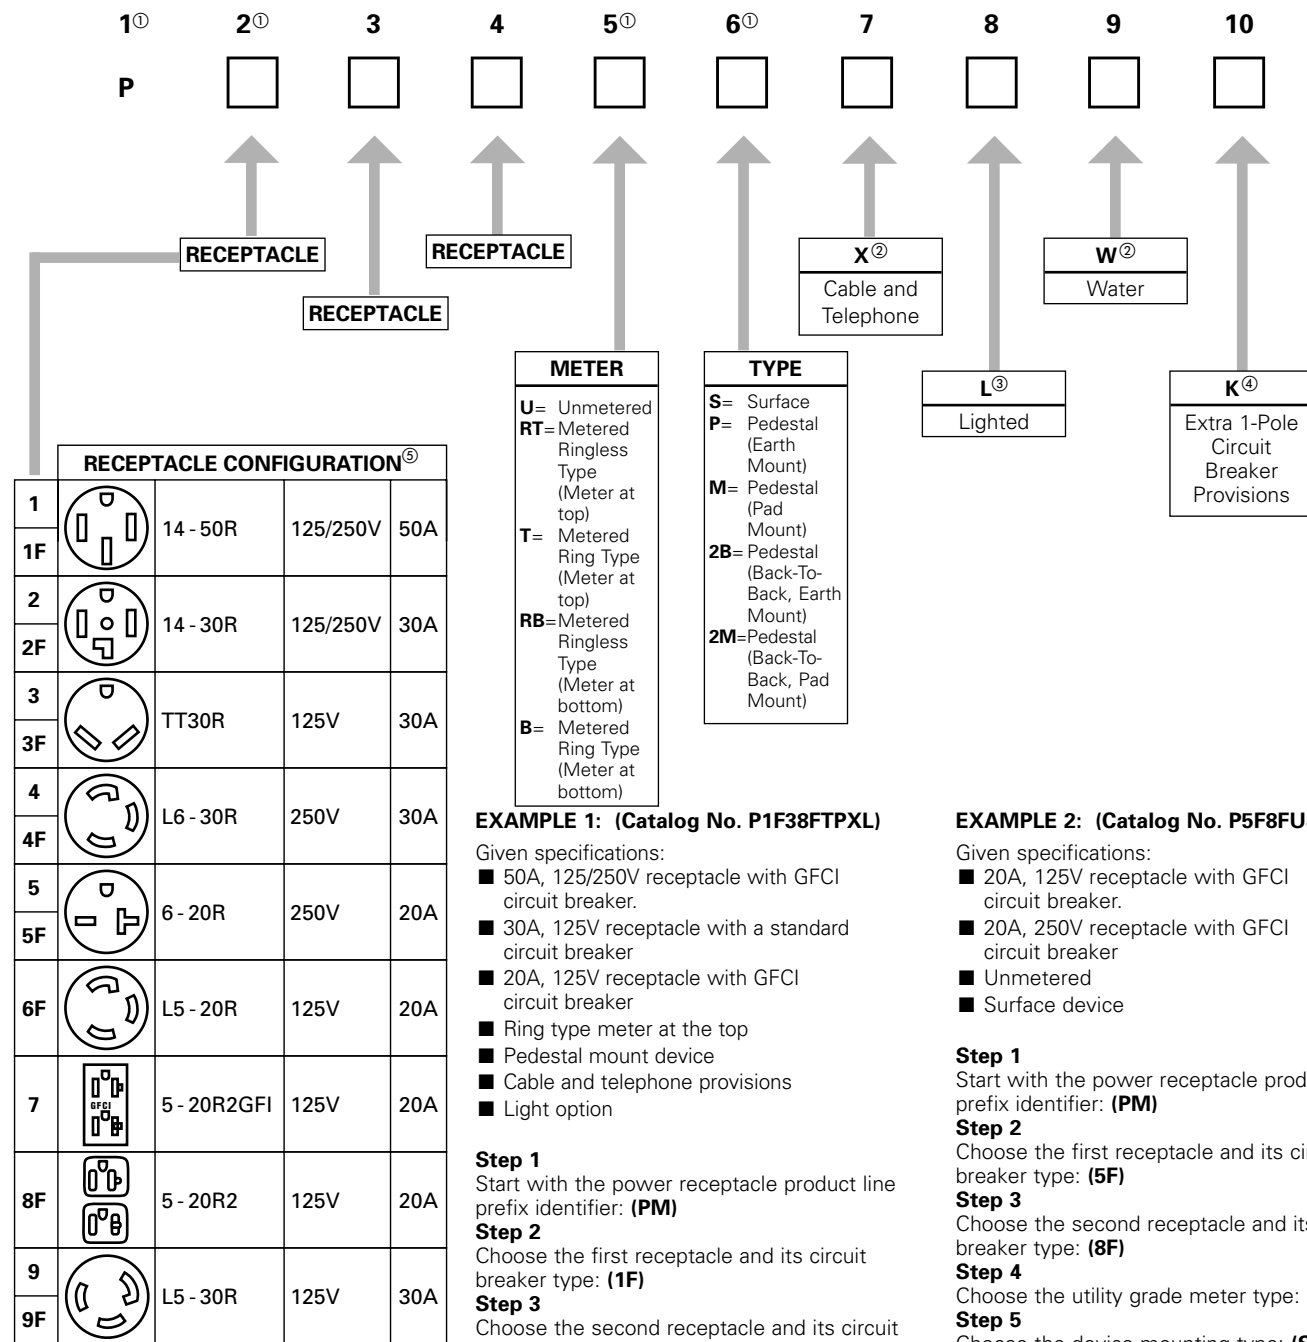 1① 2① 3 4 5① 6① 7 8 9 10
P
RECEPTACLE
RECEPTACLE
RECEPTACLE
X②
Cable and
Telephone
W②
Water
METER
U= Unmetered
RT= Metered
Ringless
Type
(Meter at
top)
T= Metered
Ring Type
(Meter at
top)
RB= Metered
Ringless
Type
(Meter at
bottom)
B= Metered
Ring Type
(Meter at
bottom)
TYPE
S= Surface
P= Pedestal
(Earth
Mount)
M= Pedestal
(Pad
Mount)
2B= Pedestal
(Back-To-
Back, Earth
Mount)
2M=Pedestal
(Back-To-
Back, Pad
Mount)
L③
Lighted
K④
Extra 1-Pole
Circuit
Breaker
Provisions
RECEPTACLE CONFIGURATION⑤
1
1F
14 - 50R 125/250V 50A
2
2F
14 - 30R 125/250V 30A
3
3F
TT30R 125V 30A
4
4F
L6 - 30R 250V 30A
5
5F
6 - 20R 250V 20A
6F L5 - 20R 125V 20A
7 GFCI 5 - 20R2GFI 125V 20A
8F 5 - 20R2 125V 20A
9
9F
L5 - 30R 125V 30A
EXAMPLE 1: (Catalog No. P1F38FTPXL)
Given specifications:
■ 50A, 125/250V receptacle with GFCI
circuit breaker.
■ 30A, 125V receptacle with a standard
circuit breaker
■ 20A, 125V receptacle with GFCI
circuit breaker
■ Ring type meter at the top
■ Pedestal mount device
■ Cable and telephone provisions
■ Light option
Step 1
Start with the power receptacle product line
prefix identifier: (PM)
Step 2
Choose the first receptacle and its circuit
breaker type: (1F)
Step 3
Choose the second receptacle and its circuit
EXAMPLE 2: (Catalog No. P5F8FU
Given specifications:
■ 20A, 125V receptacle with GFCI
circuit breaker.
■ 20A, 250V receptacle with GFCI
circuit breaker
■ Unmetered
■ Surface device
Step 1
Start with the power receptacle prod
prefix identifier: (PM)
Step 2
Choose the first receptacle and its ci
breaker type: (5F)
Step 3
Choose the second receptacle and its
breaker type: (8F)
Step 4
Choose the utility grade meter type:
Step 5
Choose the device mounting type: